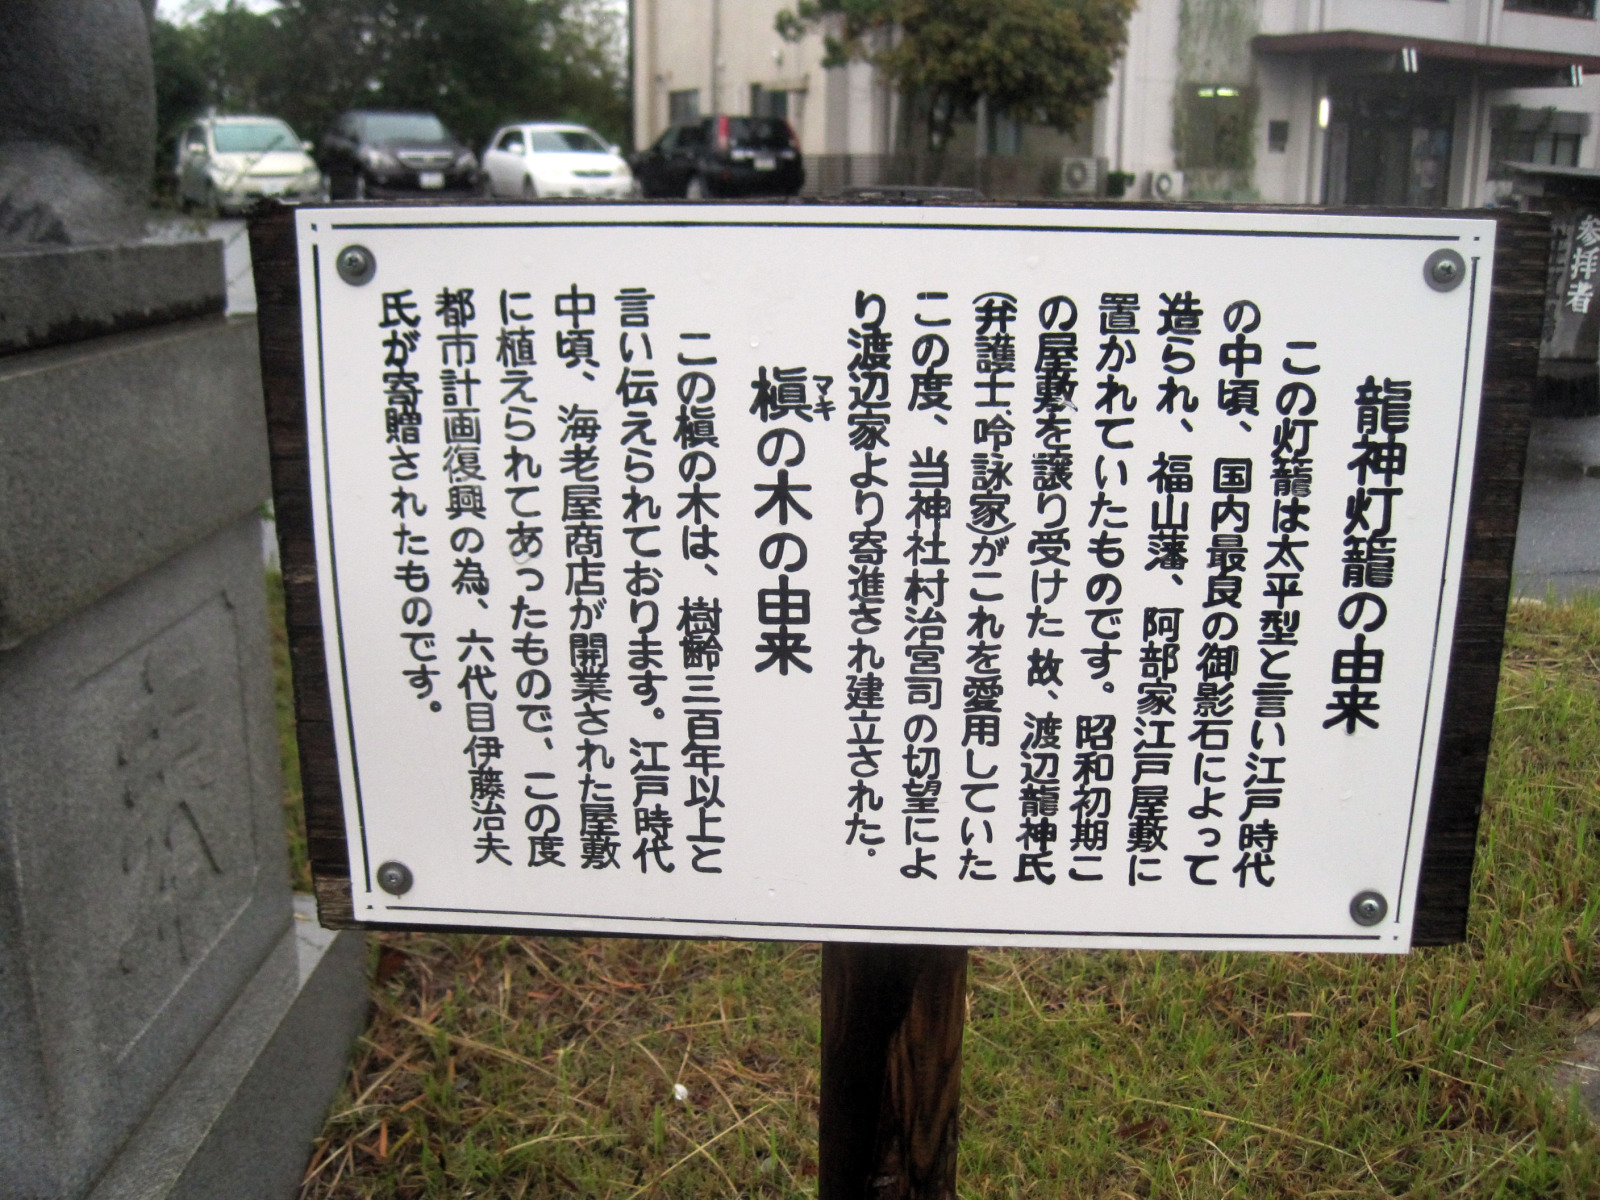 龍神灯籠の由来
この灯籠は太平型と言い江戸時代
の中頃、国内最良の御影石によって
造られ、福山藩、阿部家江戸屋敷に
置かれていたものです。昭和初期こ
の屋敷を譲り受けた故、渡辺龍神氏
(弁護士、吟詠家)がこれを愛用していた
この度、当神社村治宮司の切望によ
り渡辺家より寄進され建立された。
槇の木の由来
マキ
この槇の木は、樹齢三百年以上と
言い伝えられております。江戸時代
中頃、海老屋商店が開業された屋敷
に植えられてあったもので、この度
都市計画復興の為、六代目伊藤治夫
氏が寄贈されたものです。
参拝者